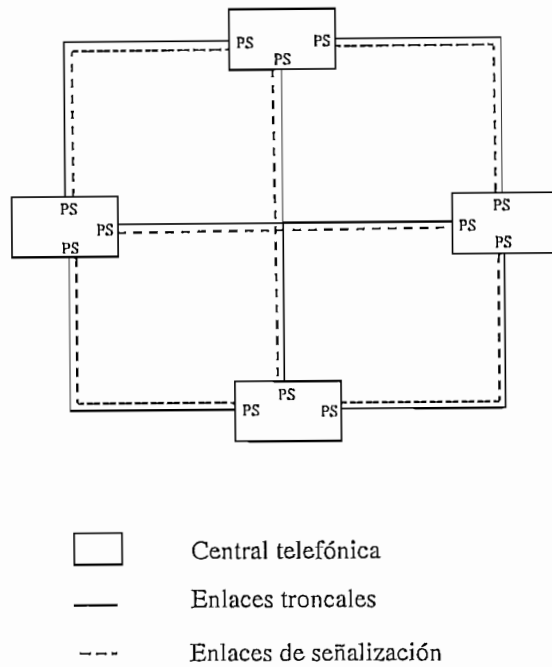 PS PS
PS
PS PS
PS PS
PS PS
PS
PS PS
Central telefónica
Enlaces troncales
Enlaces de señalización